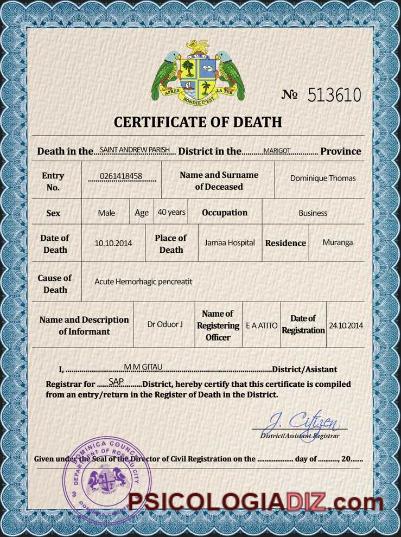 № 513610
CERTIFICATE OF DEATH
Death in the SAINT ANDREW PARISH District in the MARIGOT Province
Entry No. 0261418458 Name and Surname of Deceased Dominique Thomas
Sex Male Age 40 years Occupation Business
Date of Death 10.10.2014 Place of Death Jamaa Hospital Residence Muranga
Cause of Death Acute Hemorhagic pencreatit
Name and Description of Informant Dr Oduor J Name of Registering Officer E A ATITO Date of Registration 24.10.2014
I, M M GITAU District/Asistant
Registrar for SAP District, hereby certify that this certificate is compiled
from an entry/return in the Register of Death in the District.
J. Citizen
District/Assistant Registrar
Given under the Seal of the Director of Civil Registration on the ............... day of ............, 20.....
DOMINICA COUNCIL
DEPARTMENT OF
CITY
PSICOLOGIADIZ.com